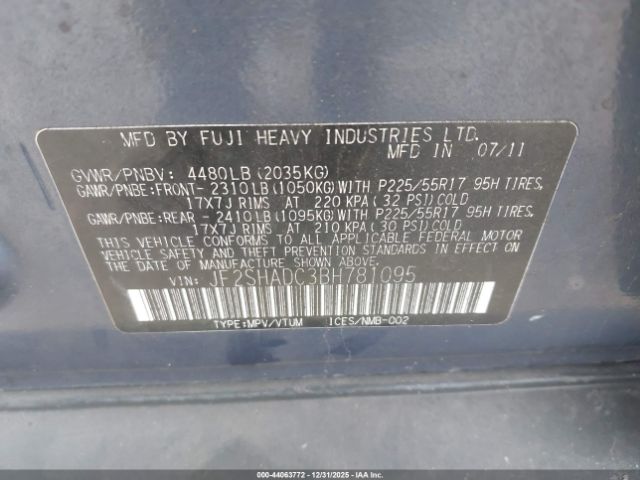 MFD BY FUJI HEAVY INDUSTRIES LTD.
MFD IN 07/11
GVWR/PNBV: 4480LB (2035KG)
GAWR/PNBE:FRONT- 2310LB (1050KG)WITH P225/55R17 95H TIRES,
17X7J RIMS AT 220 KPA (32 PSI)COLD
GAWR/PNBE:REAR - 2410LB (1095KG)WITH P225/55R17 95H TIRES,
17X7J RIMS AT 210 KPA (30 PSI)COLD
THIS VEHICLE CONFORMS TO ALL APPLICABLE FEDERAL MOTOR
VEHICLE SAFETY, BUMPER, AND THEFT PREVENTION STANDARDS
IN EFFECT ON THE DATE OF MANUFACTURE SHOWN ABOVE.
VIN: JF2SHADC3BH781095
TYPE:MPV/VTUM ICES/NMB-002
© IAA - 44063772 - 12/31/2025 - IAAI.COM